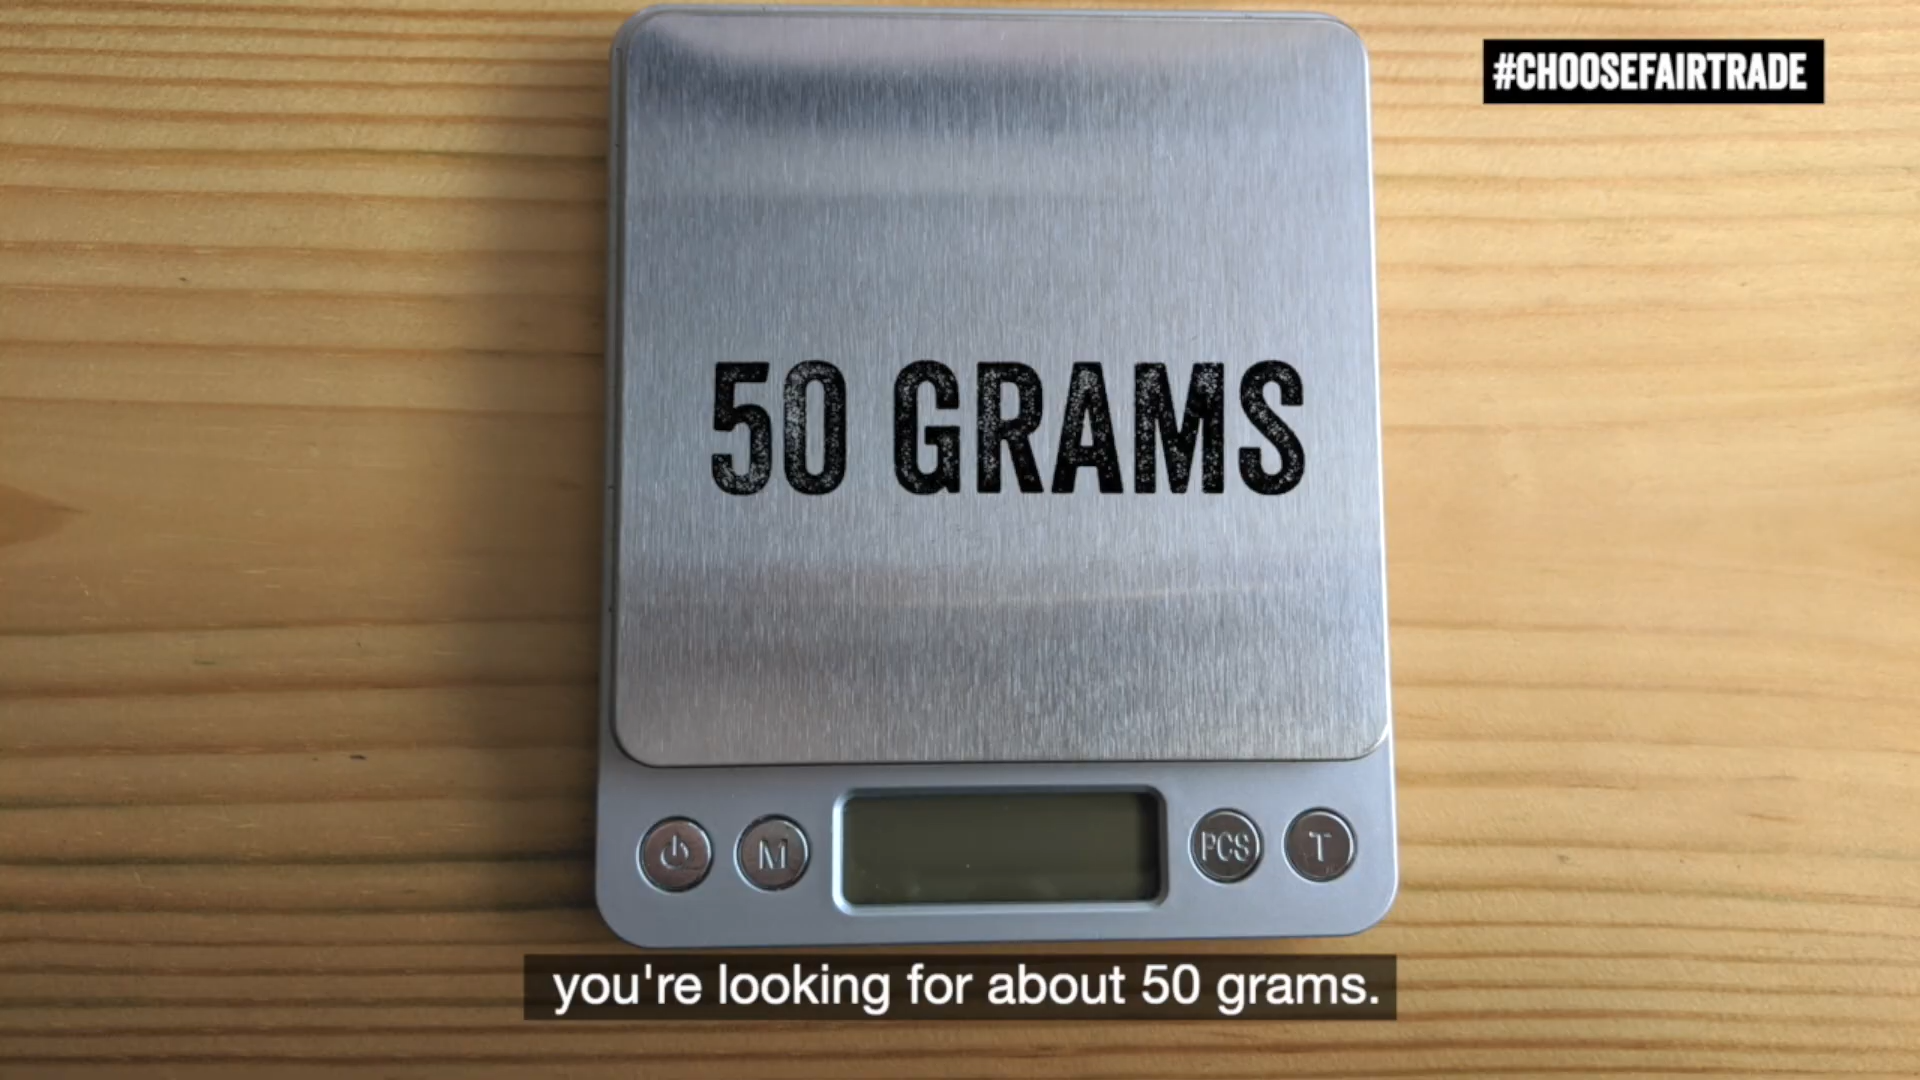 #CHOOSEFAIRTRADE
50 GRAMS
M
PCS
T
you're looking for about 50 grams.